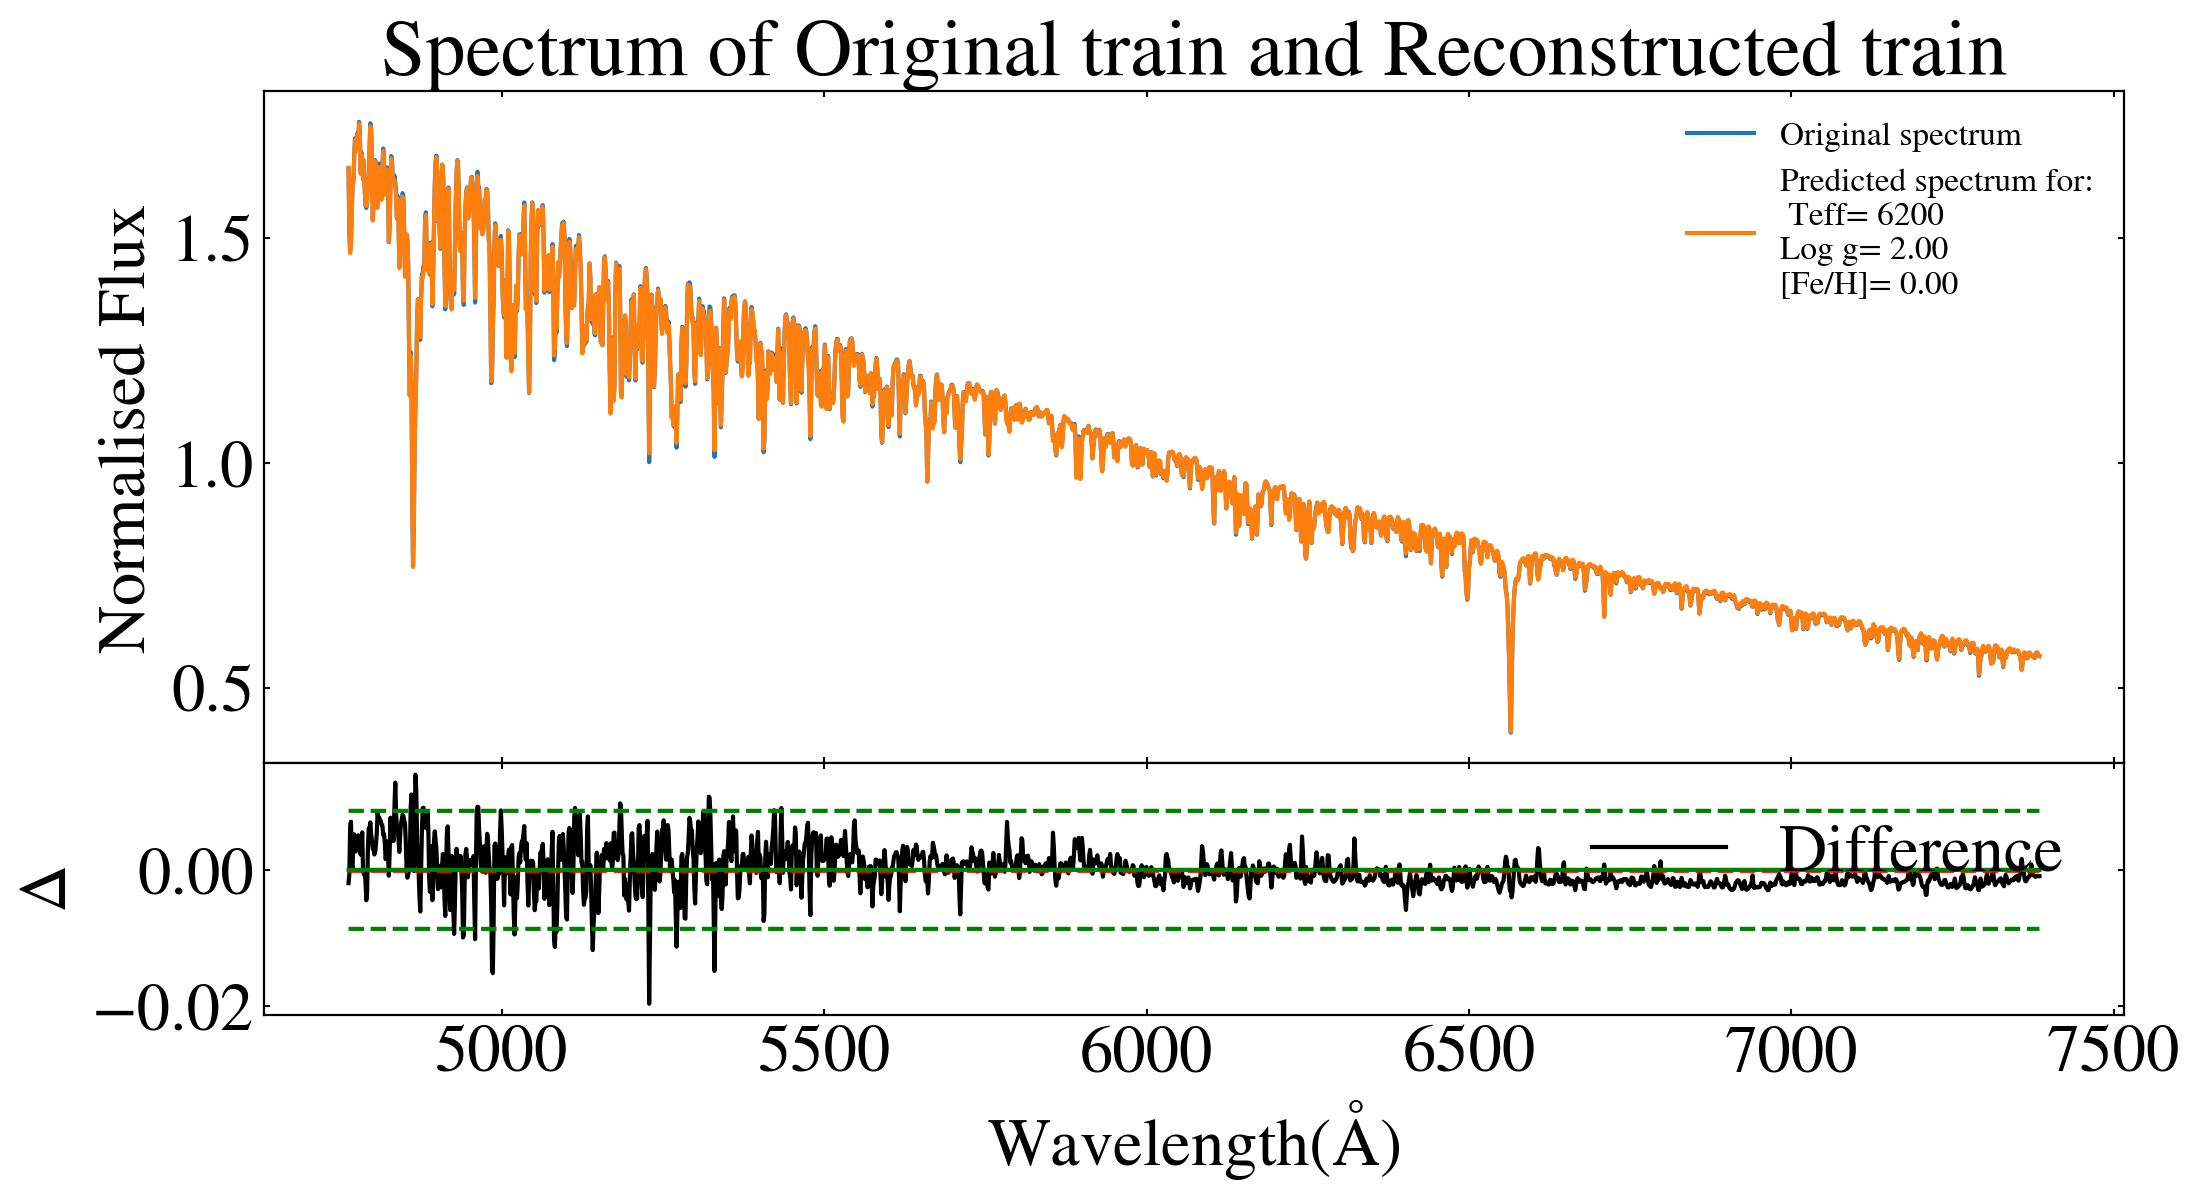 Spectrum of Original train and Reconstructed train
Original spectrum
Predicted spectrum for:
Teff= 6200
Log g= 2.00
[Fe/H]= 0.00
Normalised Flux
1.5
1.0
0.5
Difference
Δ
0.00
−0.02
5000 5500 6000 6500 7000 7500
Wavelength(Å)